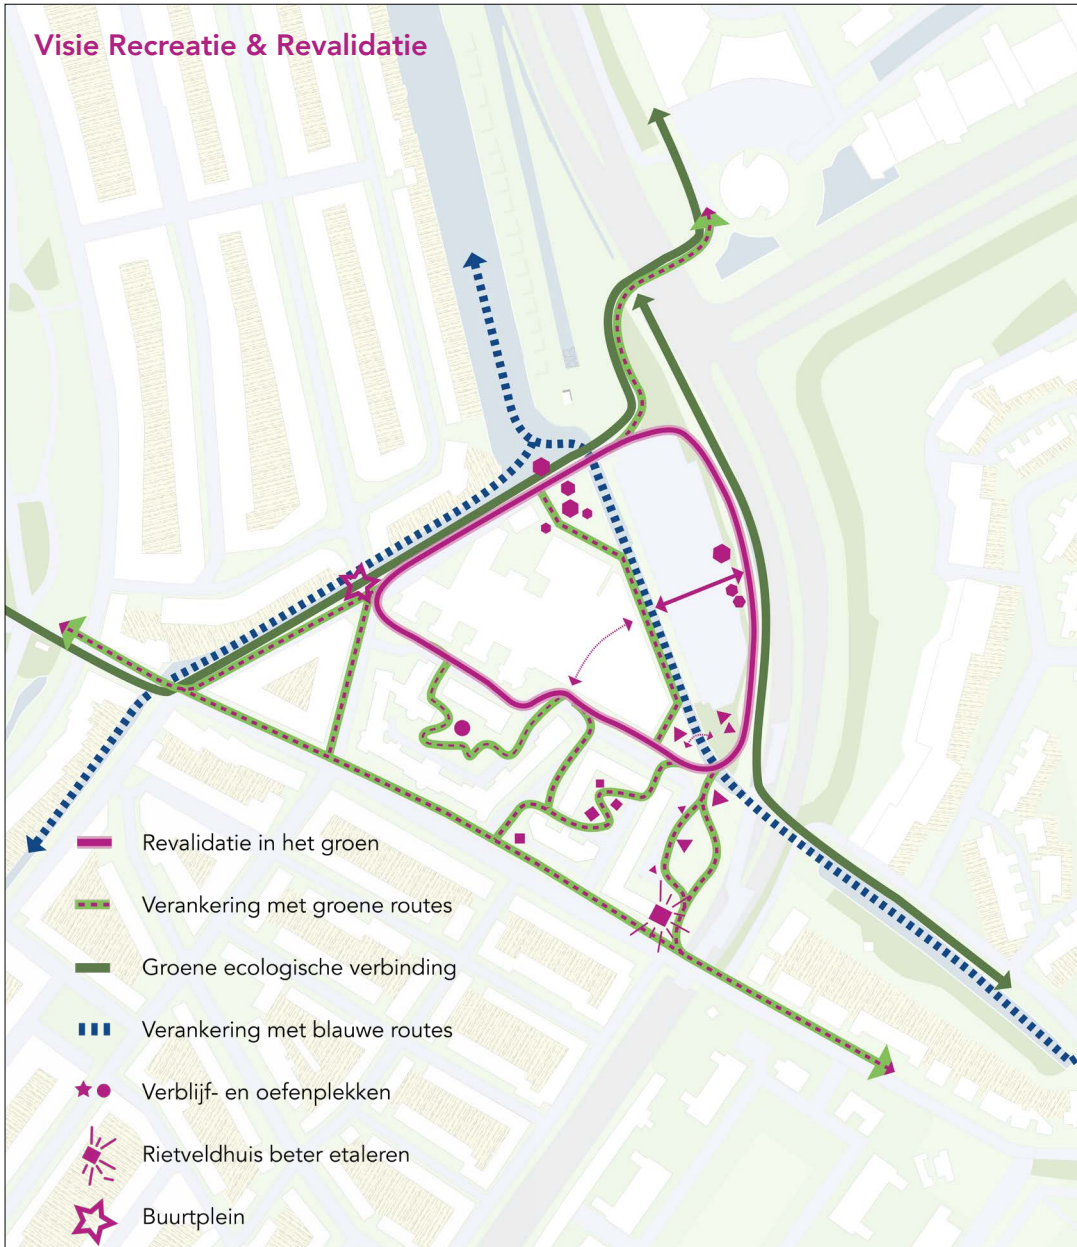 Visie Recreatie & Revalidatie
Revalidatie in het groen
Verankering met groene routes
Groene ecologische verbinding
Verankering met blauwe routes
Verblijf- en oefenplekken
Rietveldhuis beter etaleren
Buurtplein